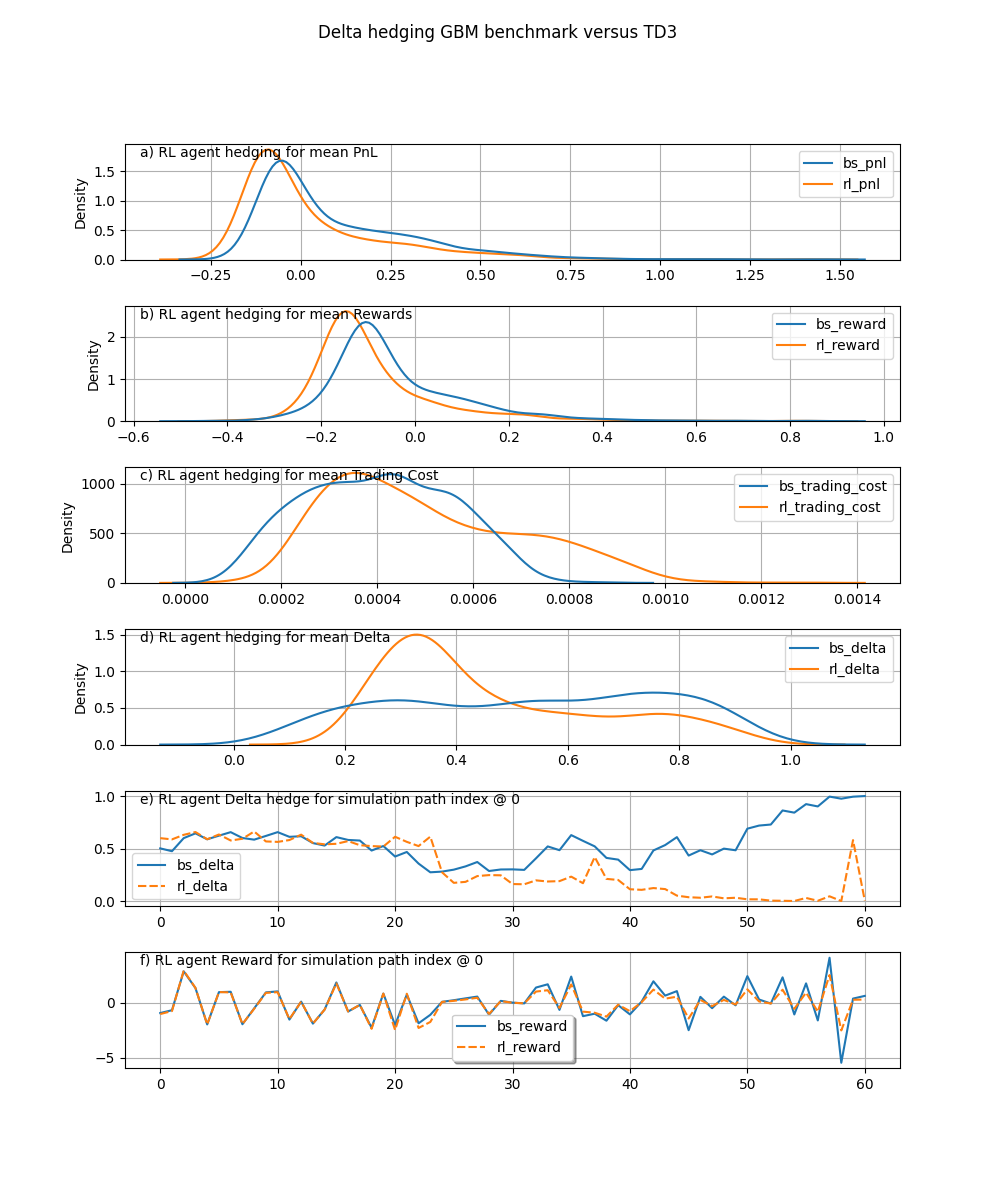 Delta hedging GBM benchmark versus TD3
a) RL agent hedging for mean PnL
bs_pnl
rl_pnl
Density
1.5
1.0
0.5
0.0
−0.25 0.00 0.25 0.50 0.75 1.00 1.25 1.50
b) RL agent hedging for mean Rewards
bs_reward
rl_reward
Density
2
1
0
−0.6 −0.4 −0.2 0.0 0.2 0.4 0.6 0.8 1.0
c) RL agent hedging for mean Trading Cost
bs_trading_cost
rl_trading_cost
Density
1000
500
0
0.0000 0.0002 0.0004 0.0006 0.0008 0.0010 0.0012 0.0014
d) RL agent hedging for mean Delta
bs_delta
rl_delta
Density
1.5
1.0
0.5
0.0
0.0 0.2 0.4 0.6 0.8 1.0
e) RL agent Delta hedge for simulation path index @ 0
1.0
0.5
0.0
bs_delta
rl_delta
0 10 20 30 40 50 60
f) RL agent Reward for simulation path index @ 0
0
−5
bs_reward
rl_reward
0 10 20 30 40 50 60